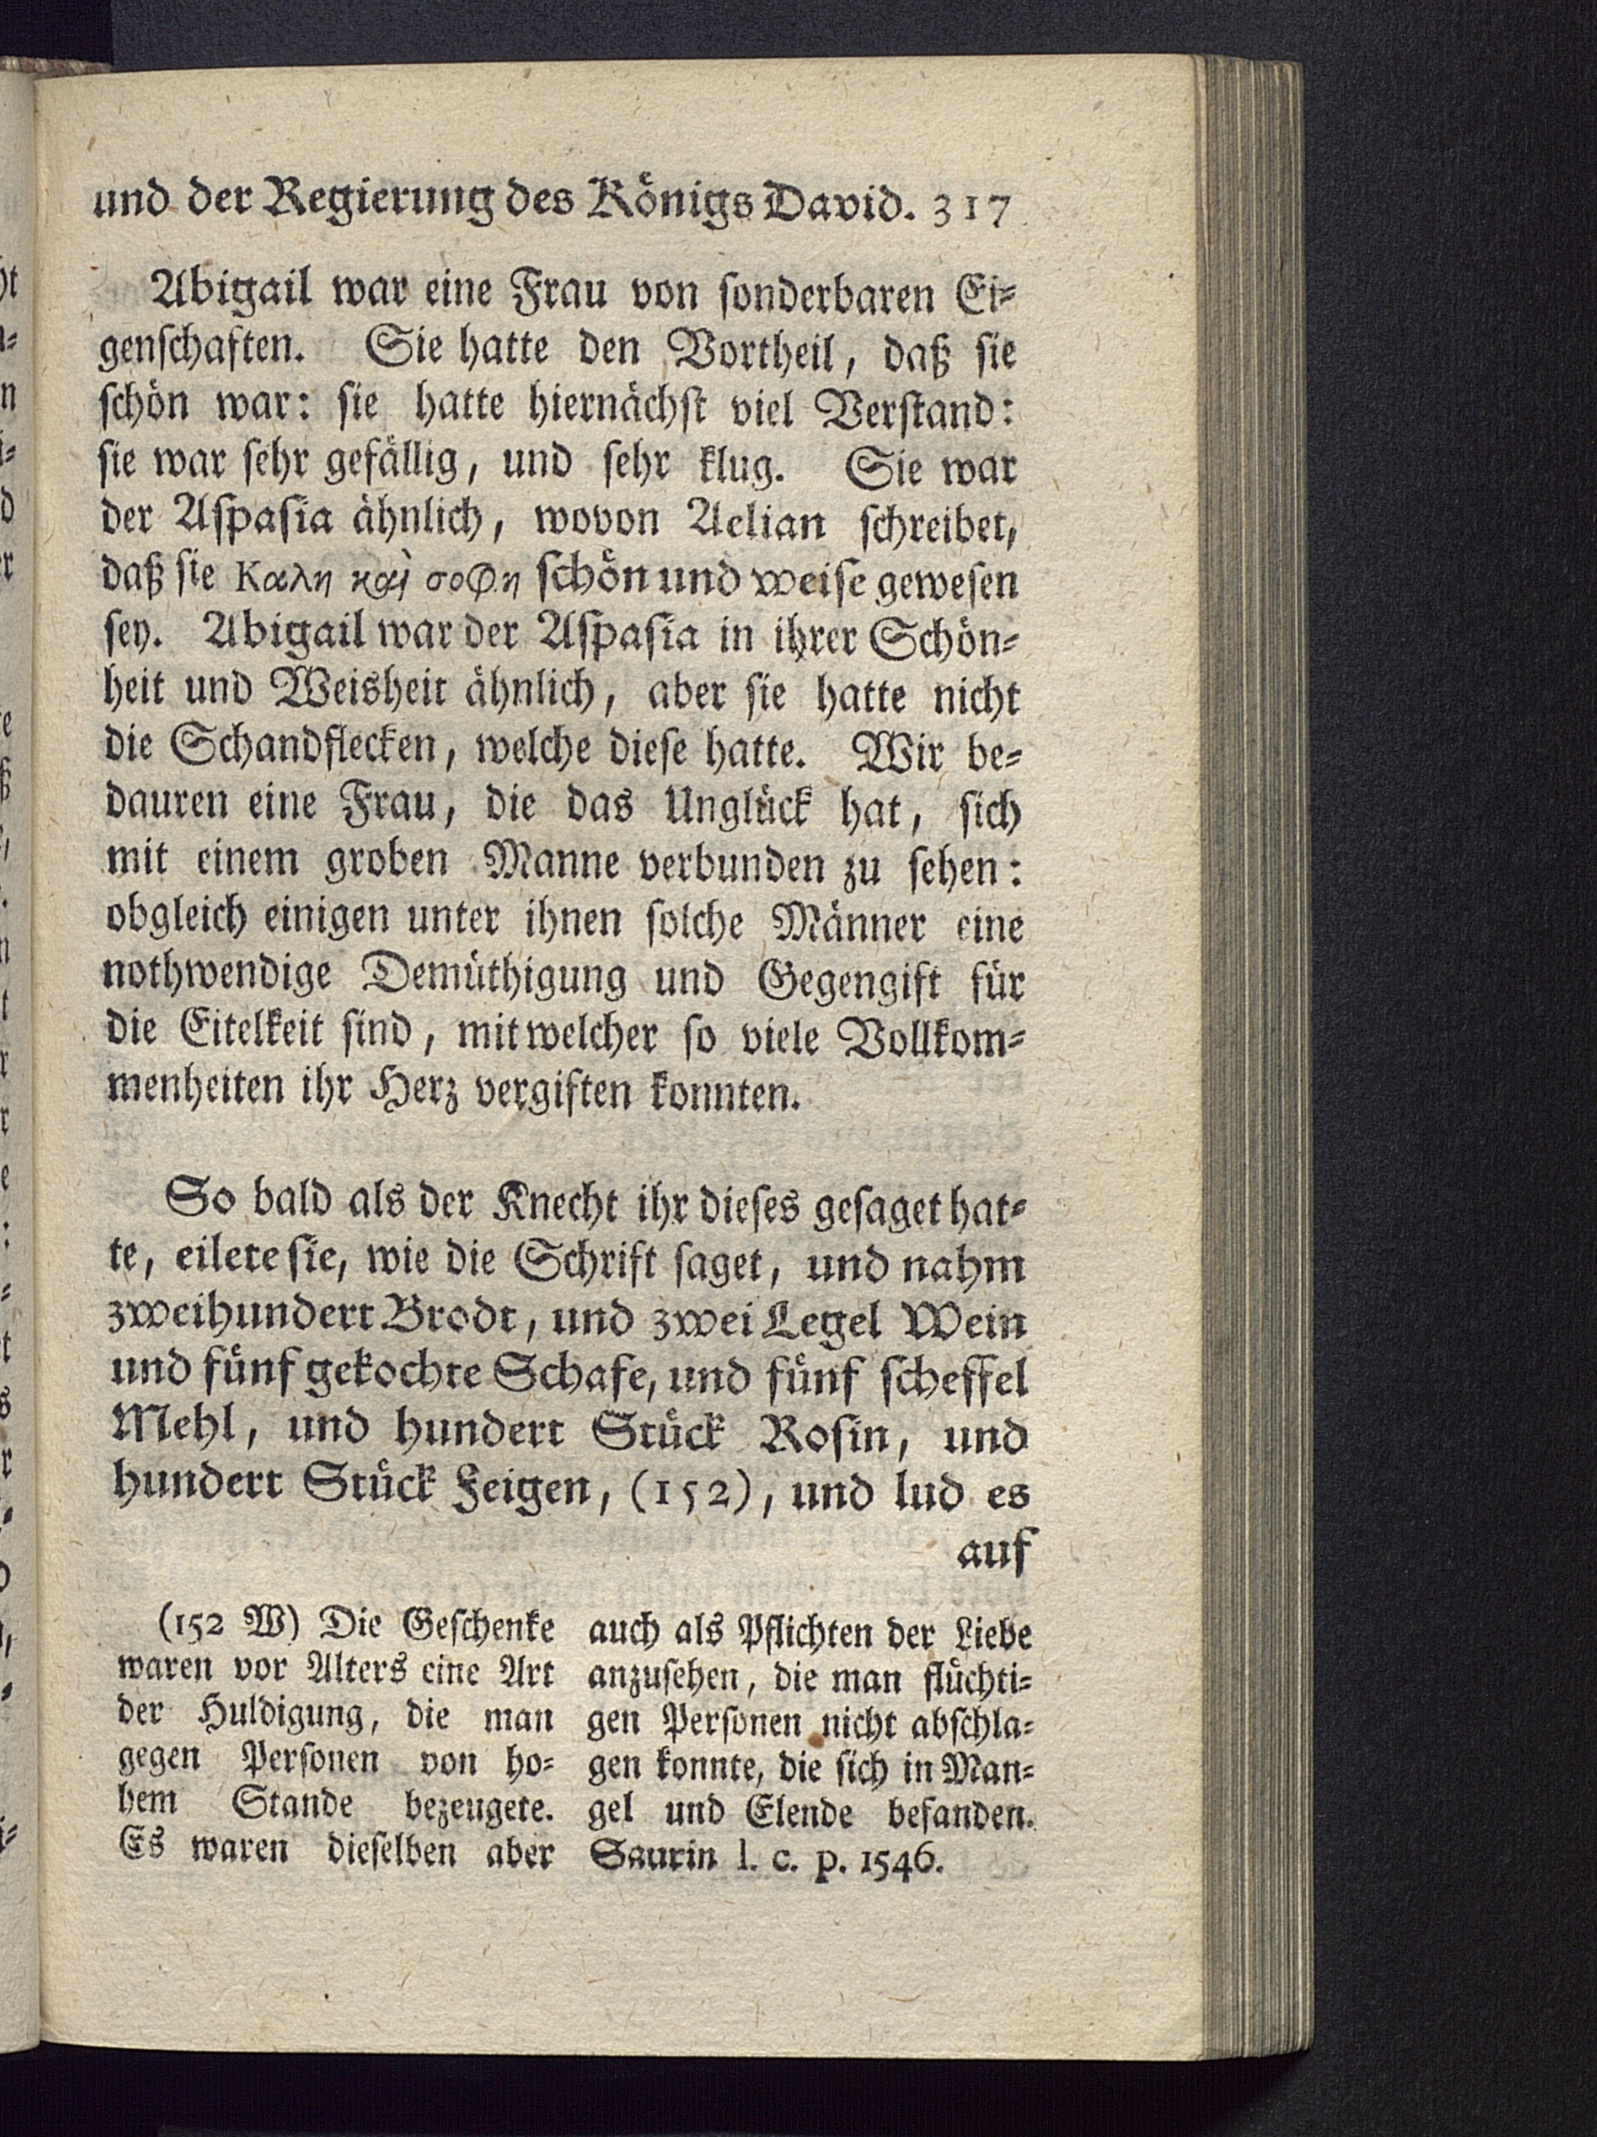 und der Regierung des Königs David. 317
Abigail war eine Frau von sonderbaren Ei-
genschaften. Sie hatte den Vortheil, daß sie
schön war: sie hatte hiernächst viel Verstand:
sie war sehr gefällig, und sehr klug. Sie war
der Aspasia ähnlich, wovon Aelian schreibet,
daß sie Καλη καὶ σοφη schön und weise gewesen
sey. Abigail war der Aspasia in ihrer Schön-
heit und Weisheit ähnlich, aber sie hatte nicht
die Schandflecken, welche diese hatte. Wir be-
dauren eine Frau, die das Unglück hat, sich
mit einem groben Manne verbunden zu sehen:
obgleich einigen unter ihnen solche Männer eine
nothwendige Demüthigung und Gegengift für
die Eitelkeit sind, mit welcher so viele Vollkom-
menheiten ihr Herz vergiften konnten.
So bald als der Knecht ihr dieses gesaget hat-
te, eilete sie, wie die Schrift saget, und nahm
zweihundert Brodt, und zwei Legel Wein
und fünf gekochte Schafe, und fünf scheffel
Mehl, und hundert Stück Rosin, und
hundert Stück Feigen, (152), und lud es
auf
(152 W) Die Geschenke
waren vor Alters eine Art
der Huldigung, die man
gegen Personen von ho-
hem Stande bezeugete.
Es waren dieselben aber
auch als Pflichten der Liebe
anzusehen, die man flüchti-
gen Personen nicht abschla-
gen konnte, die sich in Man-
gel und Elende befanden.
Saurin l. c. p. 1546.